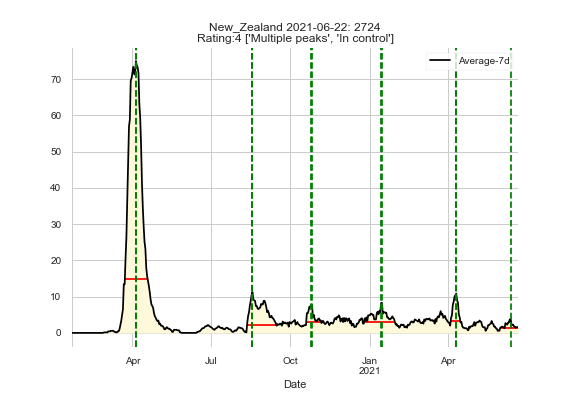 New_Zealand 2021-06-22: 2724
Rating:4 ['Multiple peaks', 'In control']
Average-7d
70
60
50
40
30
20
10
0
Apr
Jul
Oct
Jan
2021
Apr
Date